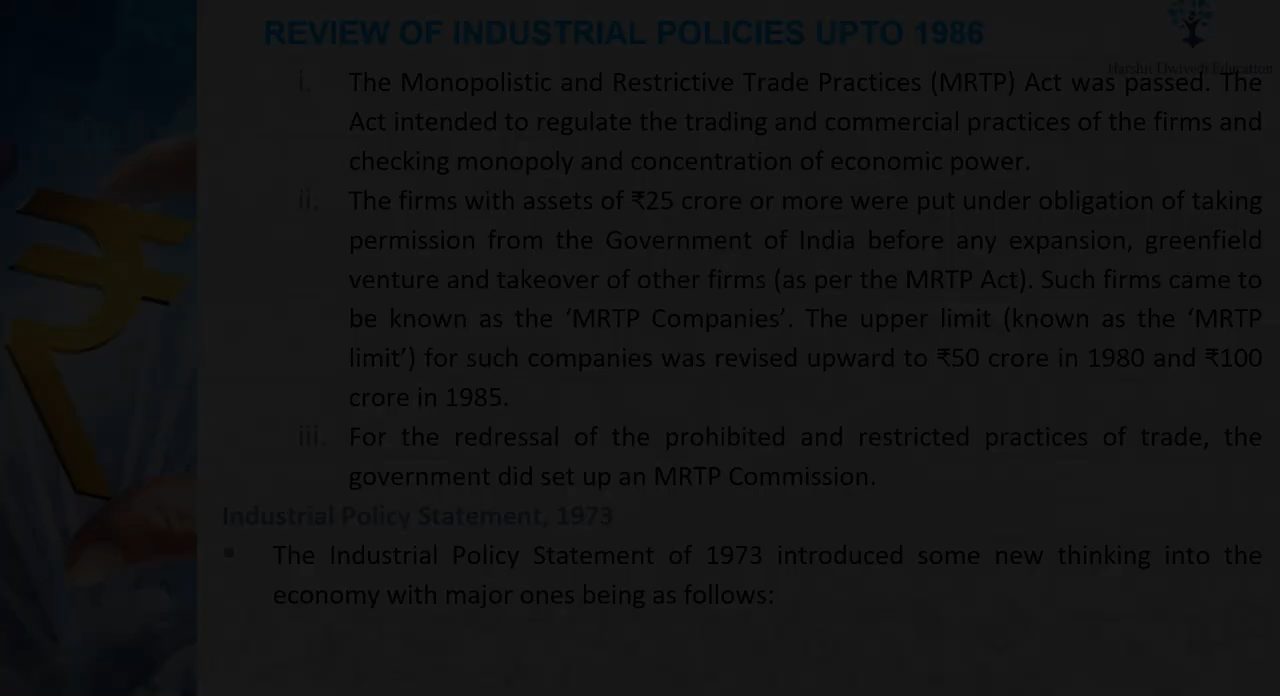 REVIEW OF INDUSTRIAL POLICIES UPTO 1986
Harshit Dwivedi Education
i. The Monopolistic and Restrictive Trade Practices (MRTP) Act was passed. The
Act intended to regulate the trading and commercial practices of the firms and
checking monopoly and concentration of economic power.
ii. The firms with assets of ₹25 crore or more were put under obligation of taking
permission from the Government of India before any expansion, greenfield
venture and takeover of other firms (as per the MRTP Act). Such firms came to
be known as the ‘MRTP Companies’. The upper limit (known as the ‘MRTP
limit’) for such companies was revised upward to ₹50 crore in 1980 and ₹100
crore in 1985.
iii. For the redressal of the prohibited and restricted practices of trade, the
government did set up an MRTP Commission.
Industrial Policy Statement, 1973
▪ The Industrial Policy Statement of 1973 introduced some new thinking into the
economy with major ones being as follows: